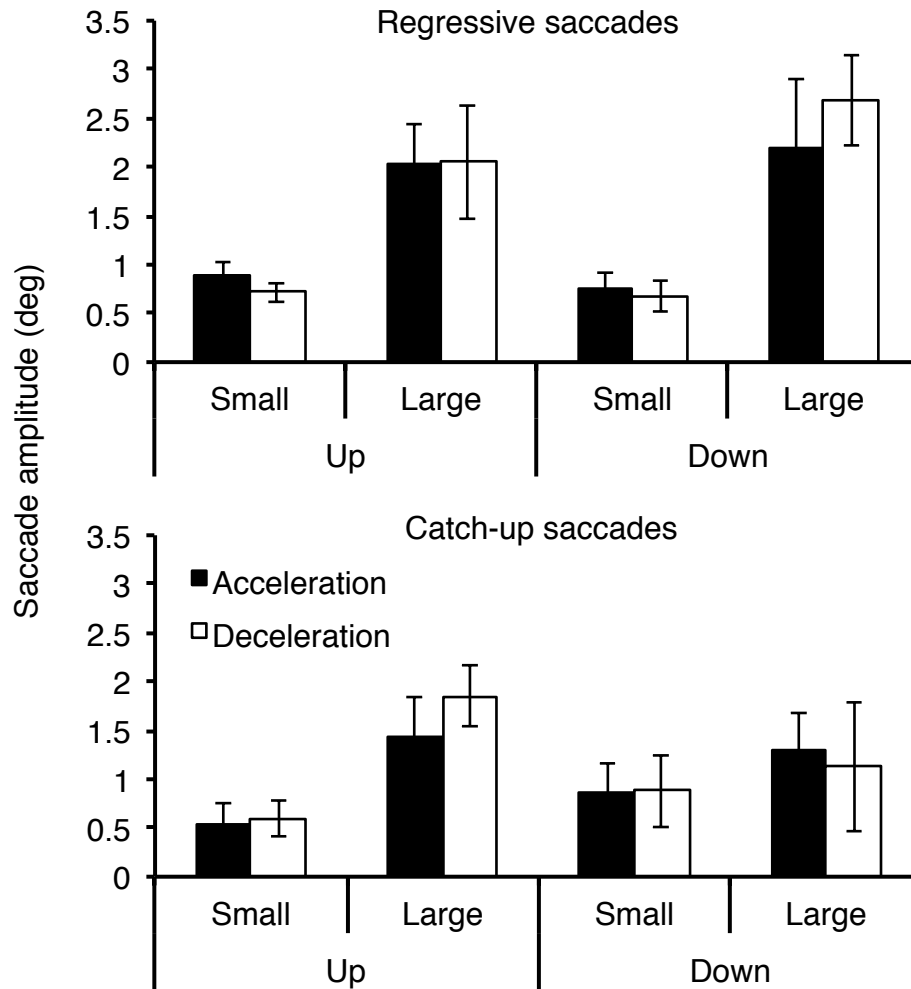 Saccade amplitude (deg)
Regressive saccades
3.5
3
2.5
2
1.5
1
0.5
0
Small Large Small Large
Up Down
Catch-up saccades
3.5
3
2.5
2
1.5
1
0.5
0
Acceleration
Deceleration
Small Large Small Large
Up Down